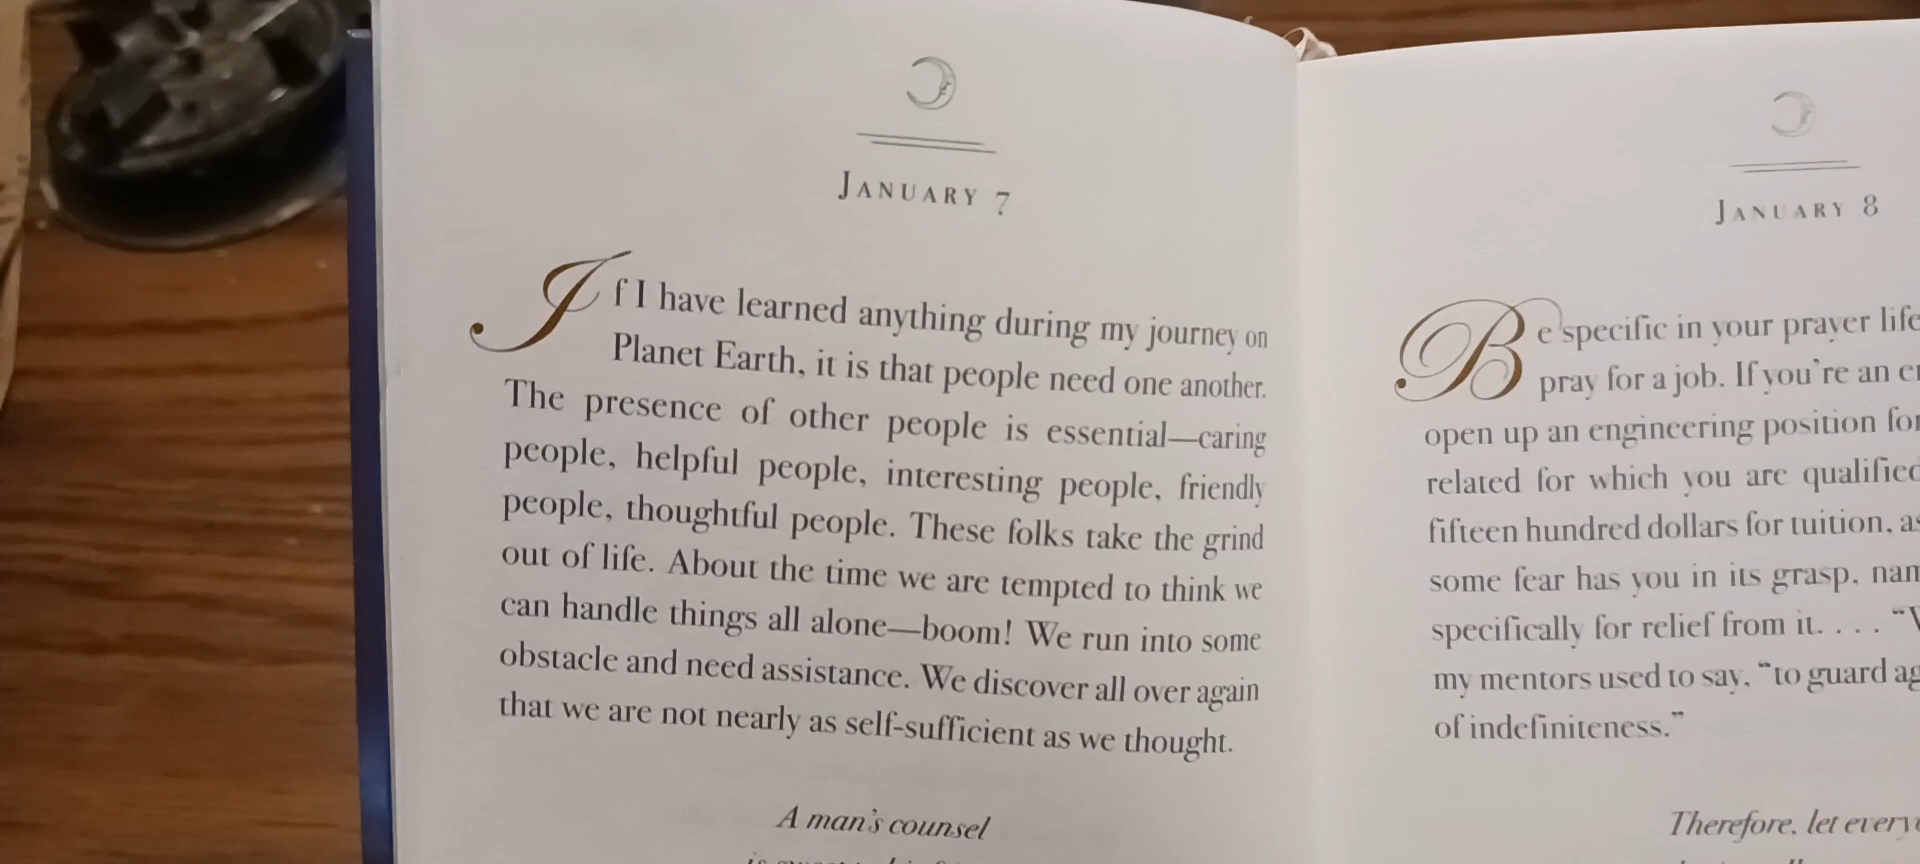 JANUARY 7
If I have learned anything during my journey on
Planet Earth, it is that people need one another.
The presence of other people is essential—caring
people, helpful people, interesting people, friendly
people, thoughtful people. These folks take the grind
out of life. About the time we are tempted to think we
can handle things all alone—boom! We run into some
obstacle and need assistance. We discover all over again
that we are not nearly as self-sufficient as we thought.
A man's counsel
JANUARY 8
Be specific in your prayer life
pray for a job. If you're an
open up an engineering position for
related for which you are qualified
fifteen hundred dollars for tuition, as
some fear has you in its grasp,
specifically for relief from it. . . .
my mentors used to say, "to guard
of indefiniteness."
Therefore, let